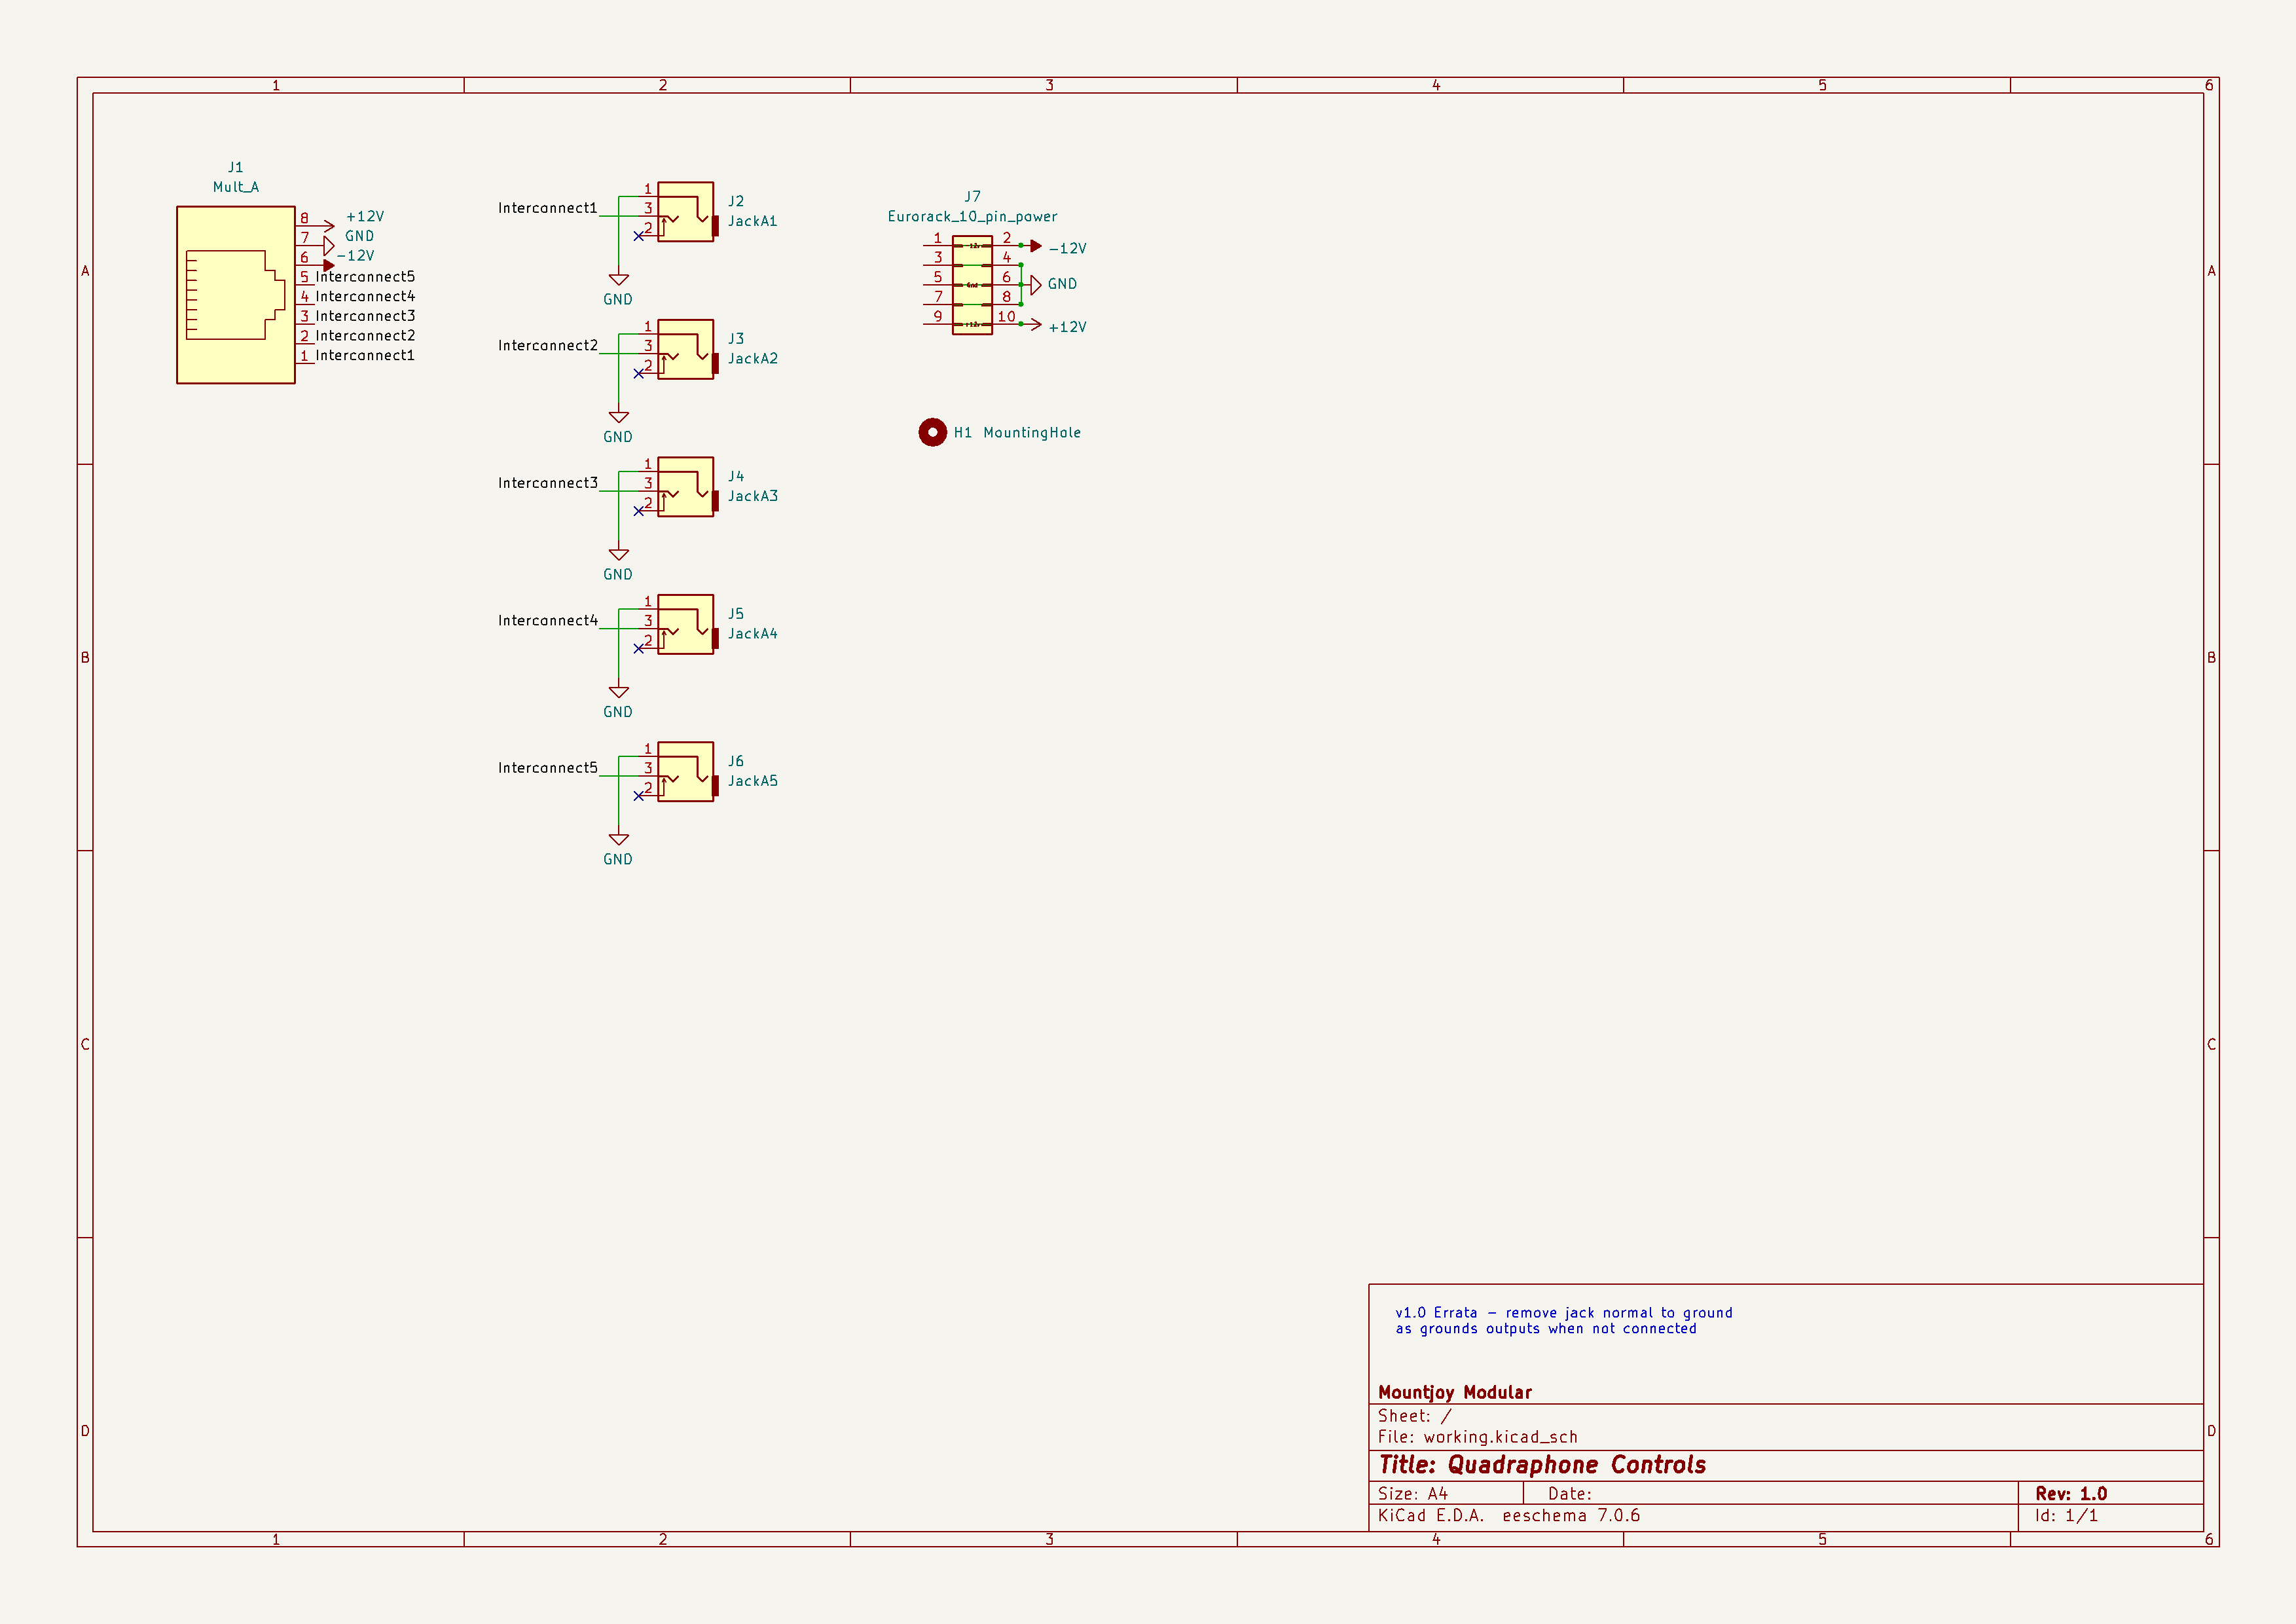 1 2 3 4 5 6
A A
B B
C C
D D
J1
Mult_A
8 +12V
7 GND
6 -12V
5 Interconnect5
4 Interconnect4
3 Interconnect3
2 Interconnect2
1 Interconnect1
Interconnect1
1
3
2
J2
JackA1
GND
Interconnect2
1
3
2
J3
JackA2
GND
Interconnect3
1
3
2
J4
JackA3
GND
Interconnect4
1
3
2
J5
JackA4
GND
Interconnect5
1
3
2
J6
JackA5
GND
J7
Eurorack_10_pin_power
1 2 -12V
3 4
5 Gnd 6 GND
7 8
9 +12v 10 +12V
H1 MountingHole
v1.0 Errata - remove jack normal to ground
as grounds outputs when not connected
Mountjoy Modular
Sheet: /
File: working.kicad_sch
Title: Quadraphone Controls
Size: A4 Date: Rev: 1.0
KiCad E.D.A. eeschema 7.0.6 Id: 1/1
1 2 3 4 5 6